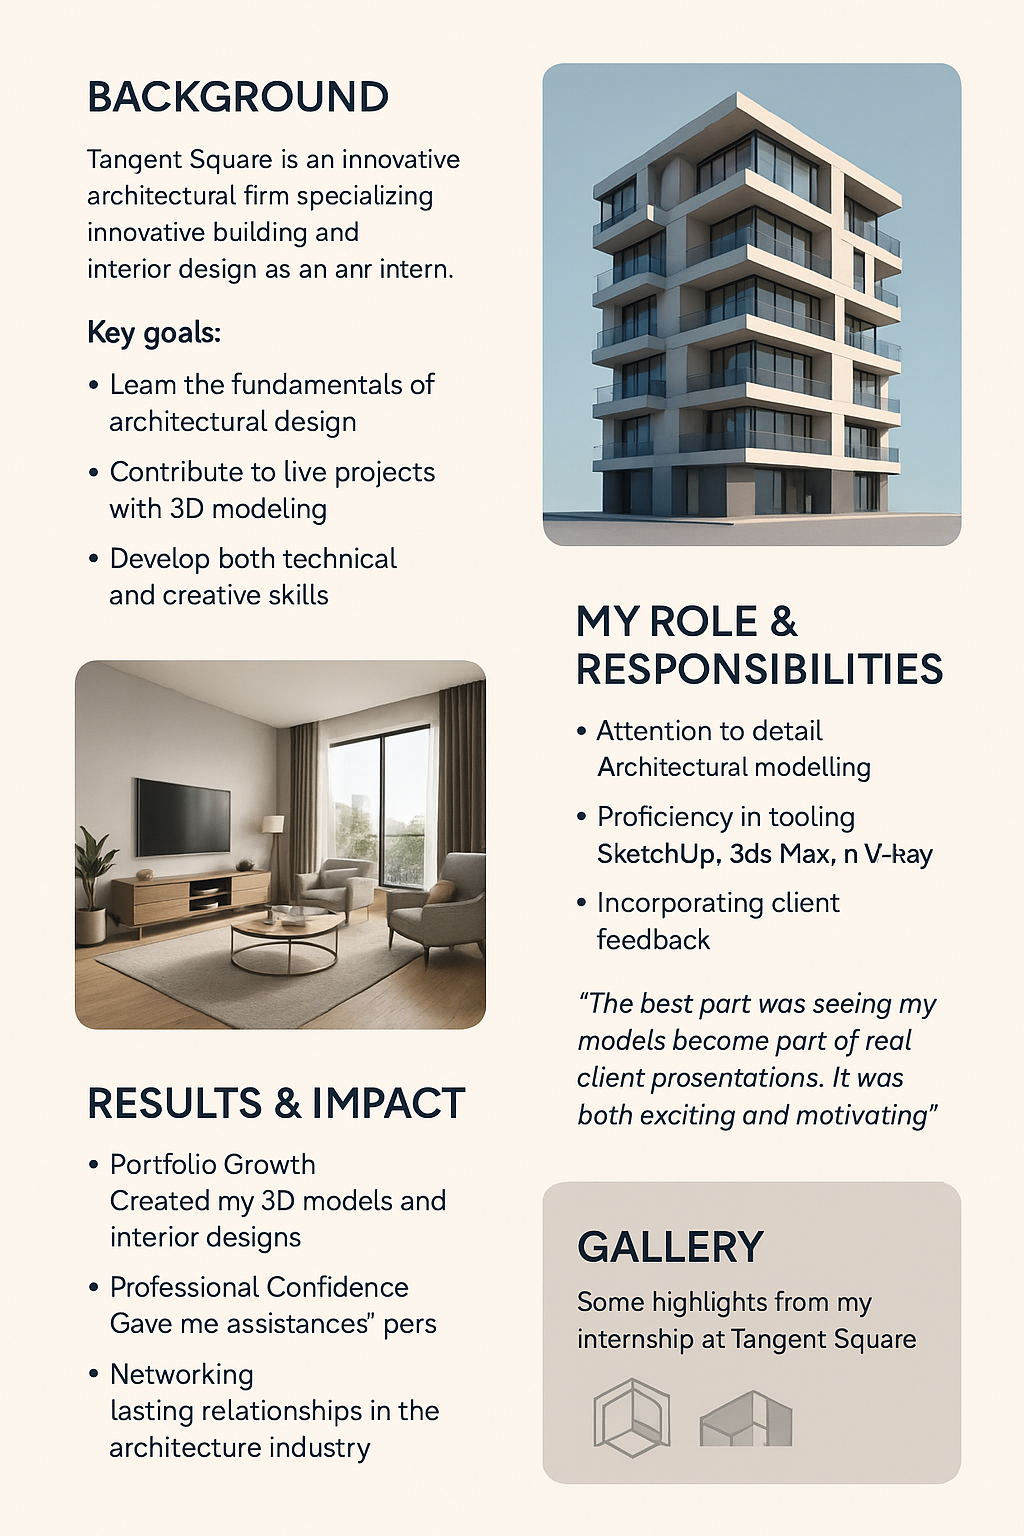 BACKGROUND
Tangent Square is an innovative
architectural firm specializing
innovative building and
interior design as an anr intern.
Key goals:
• Leam the fundamentals of
architectural design
• Contribute to live projects
with 3D modeling
• Develop both technical
and creative skills
RESULTS & IMPACT
• Portfolio Growth
Created my 3D models and
interior designs
• Professional Confidence
Gave me assistances” pers
• Networking
lasting relationships in the
architecture industry
MY ROLE &
RESPONSIBILITIES
• Attention to detail
Architectural modelling
• Proficiency in tooling
SketchUp, 3ds Max, n V-kay
• Incorporating client
feedback
“The best part was seeing my
models become part of real
client prosentations. It was
both exciting and motivating”
GALLERY
Some highlights from my
internship at Tangent Square